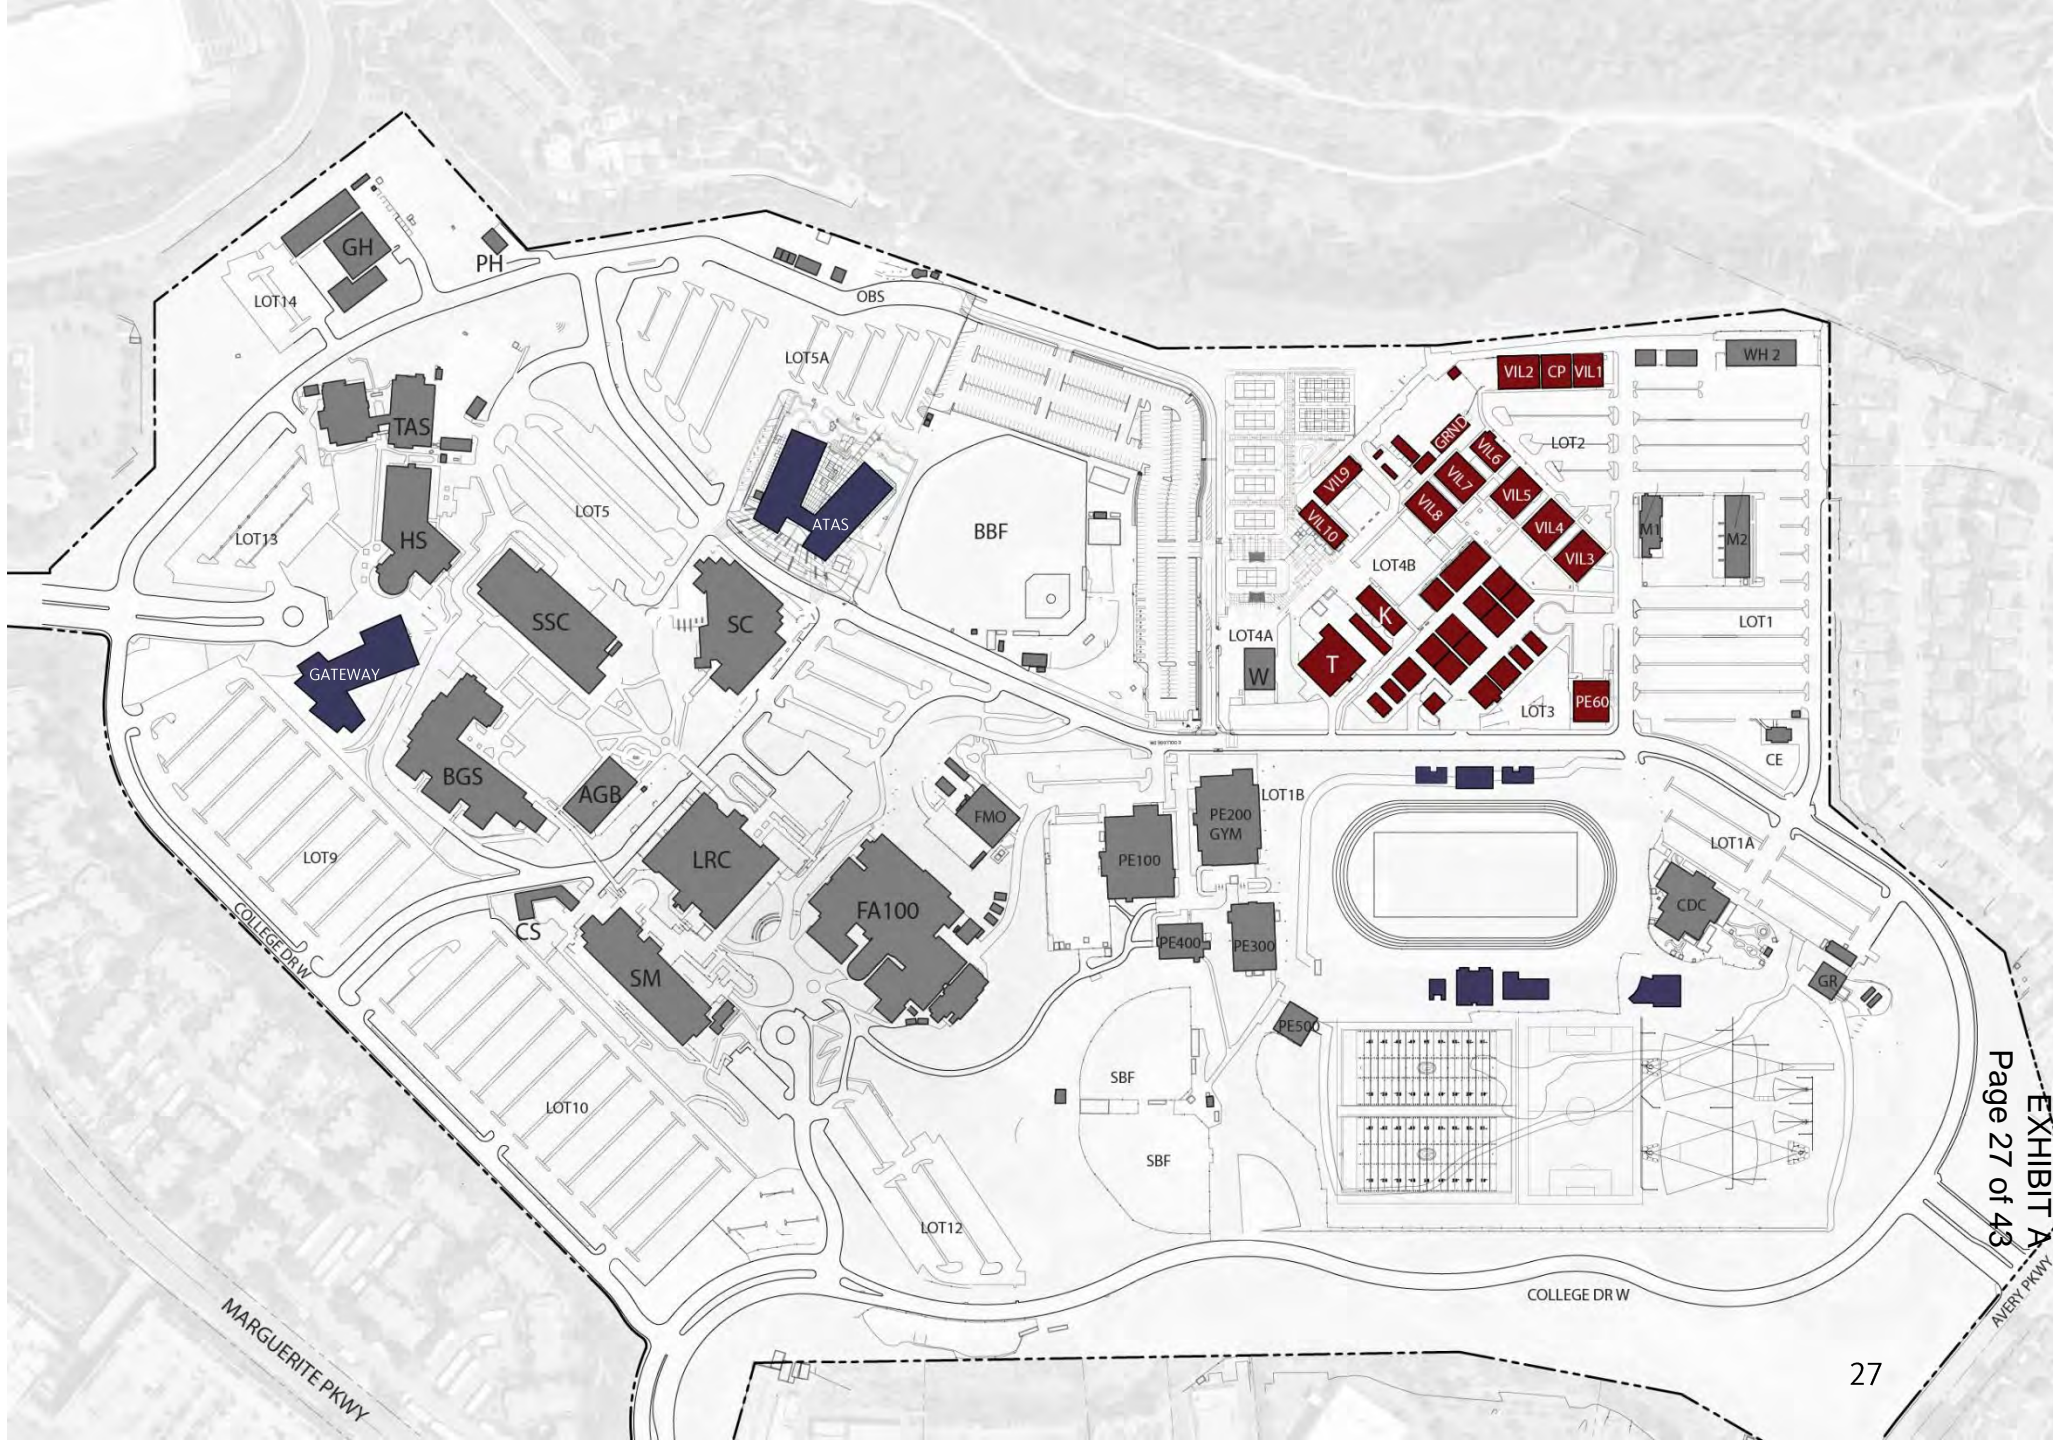 GH
PH
LOT14
OBS
LOT5A
WH 2
VIL2
CP
VIL1
TAS
GRND
VIL6
LOT2
VIL9
VIL7
VIL5
VIL8
VIL10
VIL4
VIL3
LOT5
ATAS
BBF
M1
M2
LOT13
HS
LOT4B
SSC
SC
K
LOT4A
LOT1
T
W
GATEWAY
PE60
LOT3
CE
BGS
AGB
LOT1B
FMO
PE200
GYM
LOT1A
LOT9
LRC
PE100
CDC
FA100
CS
COLLEGE DR W
PE400
PE300
SM
GR
PE500
SBF
LOT10
SBF
LOT12
COLLEGE DR W
EXHIBIT A
Page 27 of 43
AVERY PKWY
MARGUERITE PKWY
27